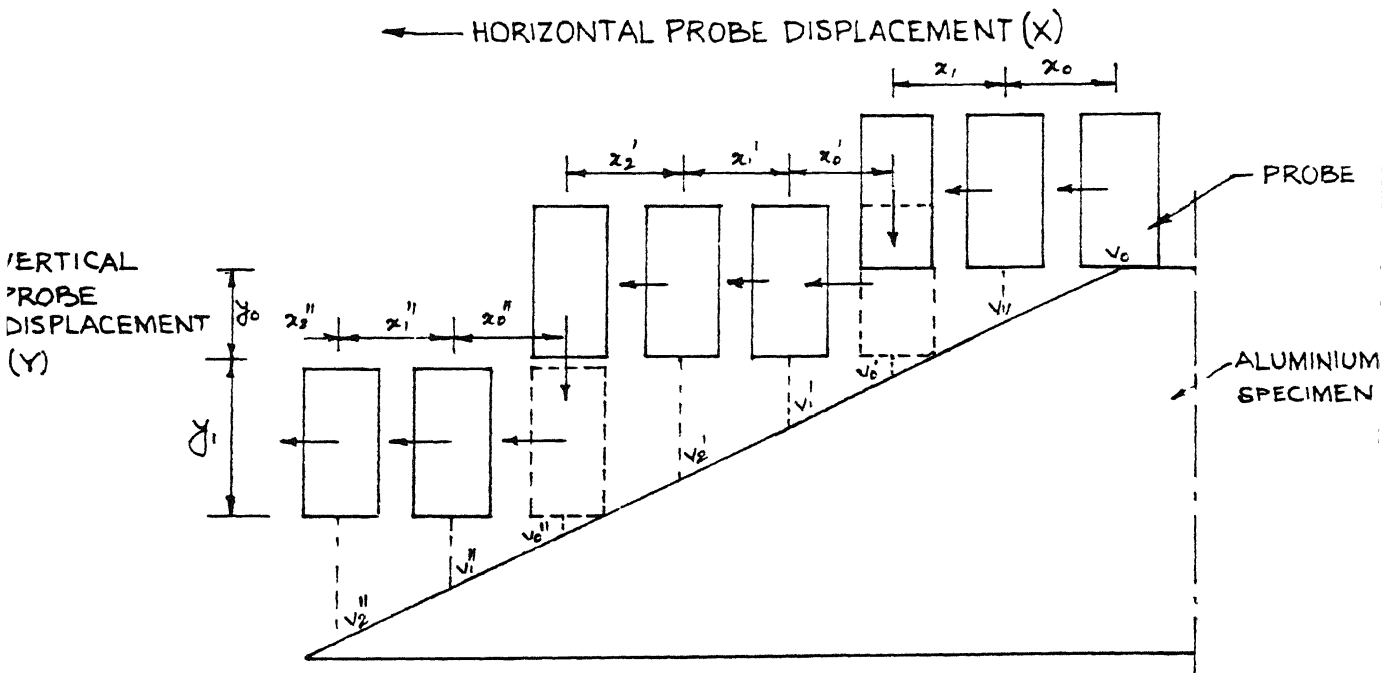 HORIZONTAL PROBE DISPLACEMENT (X)
x₁ x₀
x₂' x₁' x₀'
PROBE
V₀
VERTICAL
PROBE
DISPLACEMENT
(Y)
y₀
x₂" x₁" x₀"
V₁
V₀'
ALUMINIUM
SPECIMEN
V₁'
y₁
V₂'
V₀"
V₁"
V₂"